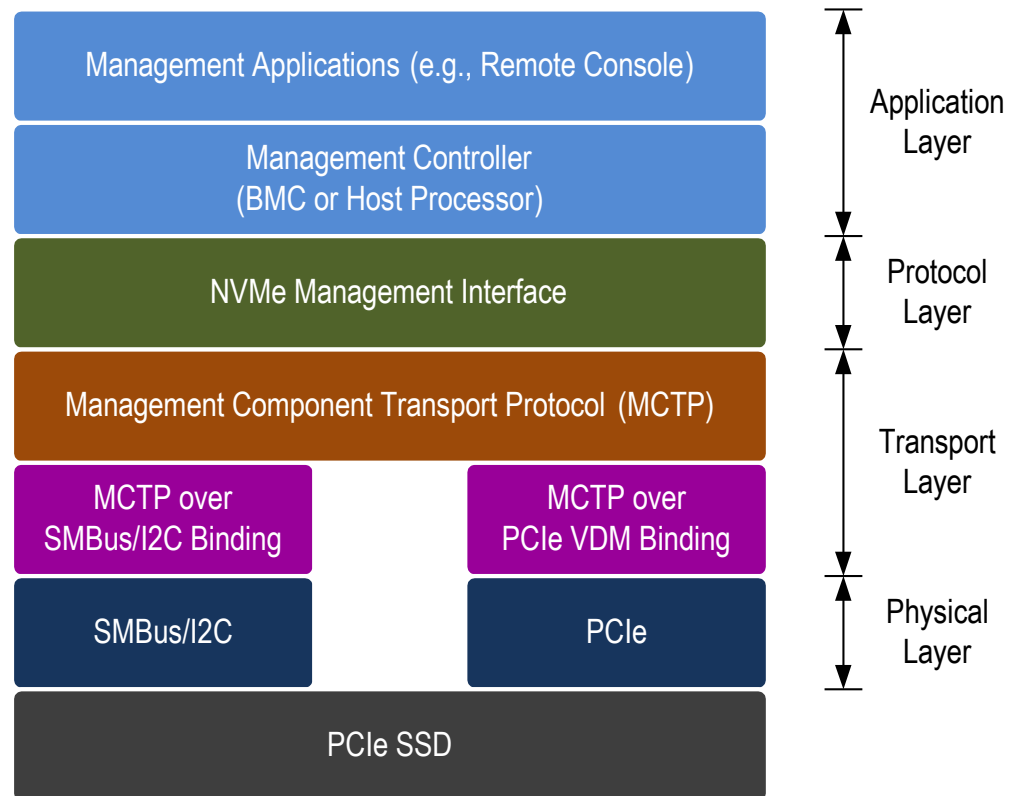 Management Applications (e.g., Remote Console)
Application
Layer
Management Controller
(BMC or Host Processor)
NVMe Management Interface
Protocol
Layer
Management Component Transport Protocol (MCTP)
Transport
Layer
MCTP over
SMBus/I2C Binding
MCTP over
PCIe VDM Binding
SMBus/I2C
PCIe
Physical
Layer
PCIe SSD